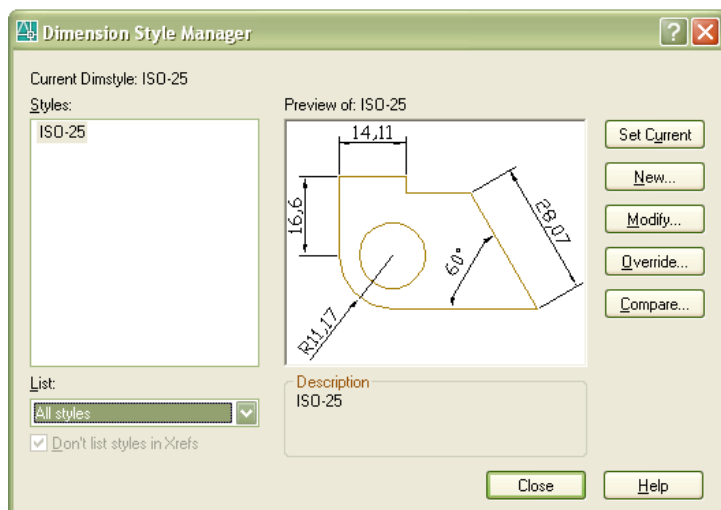 Dimension Style Manager
Current Dimstyle: ISO-25
Styles:
ISO-25
Preview of: ISO-25
14,11
16,6
28,07
60°
R11,17
Set Current
New...
Modify...
Override...
Compare...
List:
All styles
Don't list styles in Xrefs
Description
ISO-25
Close
Help